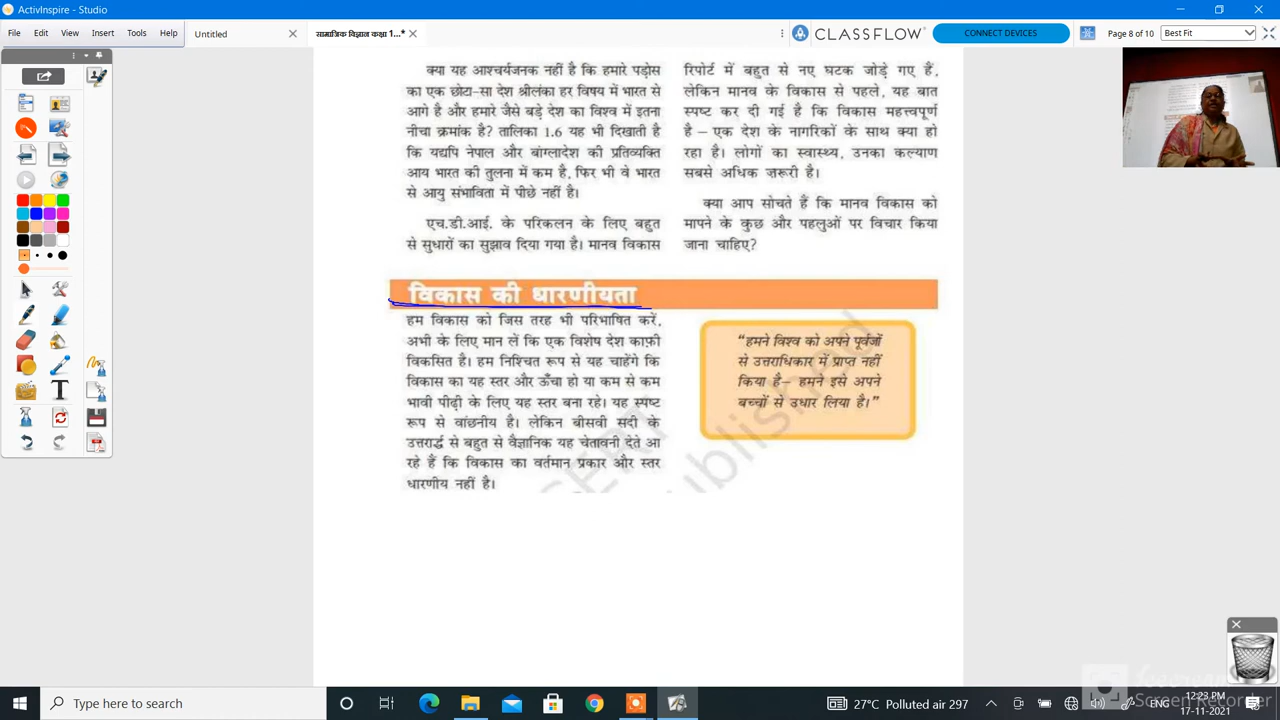 ActivInspire - Studio
File Edit View Insert Tools Help
Untitled
सामाजिक विज्ञान कक्षा 1...*
CLASSFLOW
CONNECT DEVICES
Page 8 of 10
Best Fit
क्या यह आश्चर्यजनक नहीं है कि हमारे पड़ोस
का एक छोटा-सा देश श्रीलंका हर विषय में भारत से
आगे है और हमारे जैसे बड़े देश का विश्व में इतना
नीचा क्रमांक है? तालिका 1.6 यह भी दिखाती है
कि यद्यपि नेपाल और बांग्लादेश की प्रतिव्यक्ति
आय भारत की तुलना में कम है, फिर भी वे भारत
से आयु संभाविता में पीछे नहीं है।
एच.डी.आई. के परिकलन के लिए बहुत
से सुधारों का सुझाव दिया गया है। मानव विकास
रिपोर्ट में बहुत से नए घटक जोड़े गए हैं,
लेकिन मानव के विकास से पहले, यह बात
स्पष्ट कर दी गई है कि विकास महत्त्वपूर्ण
है – एक देश के नागरिकों के साथ क्या हो
रहा है। लोगों का स्वास्थ्य, उनका कल्याण
सबसे अधिक ज़रूरी है।
क्या आप सोचते हैं कि मानव विकास को
मापने के कुछ और पहलुओं पर विचार किया
जाना चाहिए?
विकास की धारणीयता
हम विकास को जिस तरह भी परिभाषित करें,
अभी के लिए मान लें कि एक विशेष देश काफ़ी
विकसित है। हम निश्चित रूप से यह चाहेंगे कि
विकास का यह स्तर और ऊँचा हो या कम से कम
भावी पीढ़ी के लिए यह स्तर बना रहे। यह स्पष्ट
रूप से वांछनीय है। लेकिन बीसवी सदी के
उत्तरार्द्ध से बहुत से वैज्ञानिक यह चेतावनी देते आ
रहे हैं कि विकास का वर्तमान प्रकार और स्तर
धारणीय नहीं है।
“हमने विश्व को अपने पूर्वजों
से उत्तराधिकार में प्राप्त नहीं
किया है– हमने इसे अपने
बच्चों से उधार लिया है।”
Screen Recorder
Type here to search
27°C Polluted air 297
ENG
12:23 PM
17-11-2021